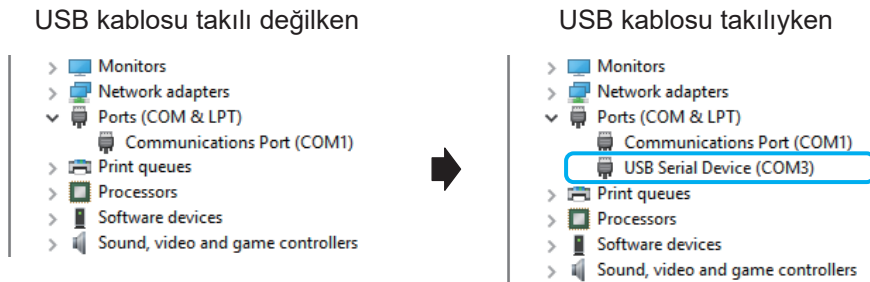 USB kablosu takılı değilken
Monitors
Network adapters
Ports (COM & LPT)
Communications Port (COM1)
Print queues
Processors
Software devices
Sound, video and game controllers
USB kablosu takılıyken
Monitors
Network adapters
Ports (COM & LPT)
Communications Port (COM1)
USB Serial Device (COM3)
Print queues
Processors
Software devices
Sound, video and game controllers